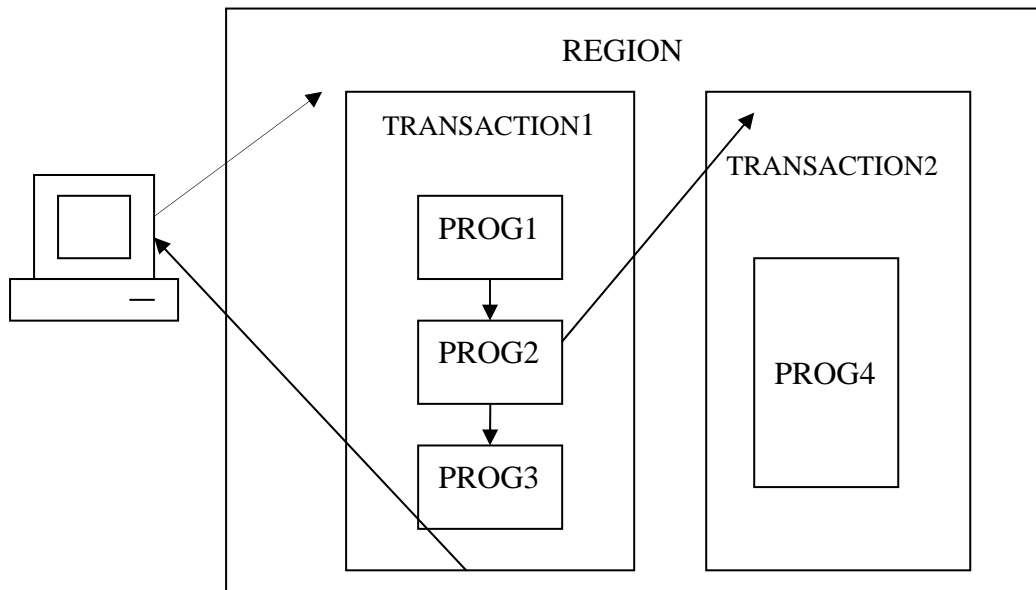 REGION
TRANSACTION1
TRANSACTION2
PROG1
PROG2
PROG4
PROG3